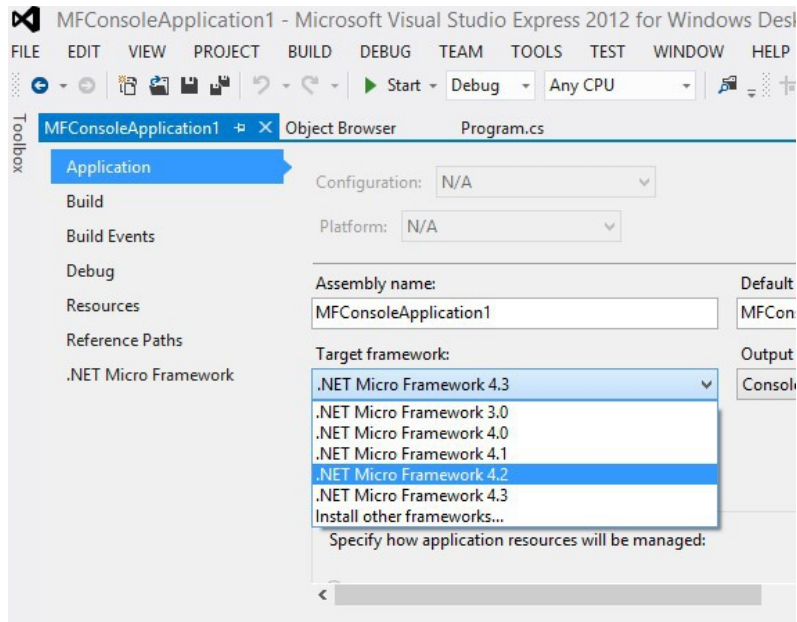 MFConsoleApplication1 - Microsoft Visual Studio Express 2012 for Windows Des
FILE EDIT VIEW PROJECT BUILD DEBUG TEAM TOOLS TEST WINDOW HELP
Start Debug Any CPU
Toolbox
MFConsoleApplication1 Object Browser Program.cs
Application
Build
Build Events
Debug
Resources
Reference Paths
.NET Micro Framework
Configuration: N/A
Platform: N/A
Assembly name: Default
MFConsoleApplication1 MFCons
Target framework: Output
.NET Micro Framework 4.3 Console
.NET Micro Framework 3.0
.NET Micro Framework 4.0
.NET Micro Framework 4.1
.NET Micro Framework 4.2
.NET Micro Framework 4.3
Install other frameworks...
Specify how application resources will be managed: